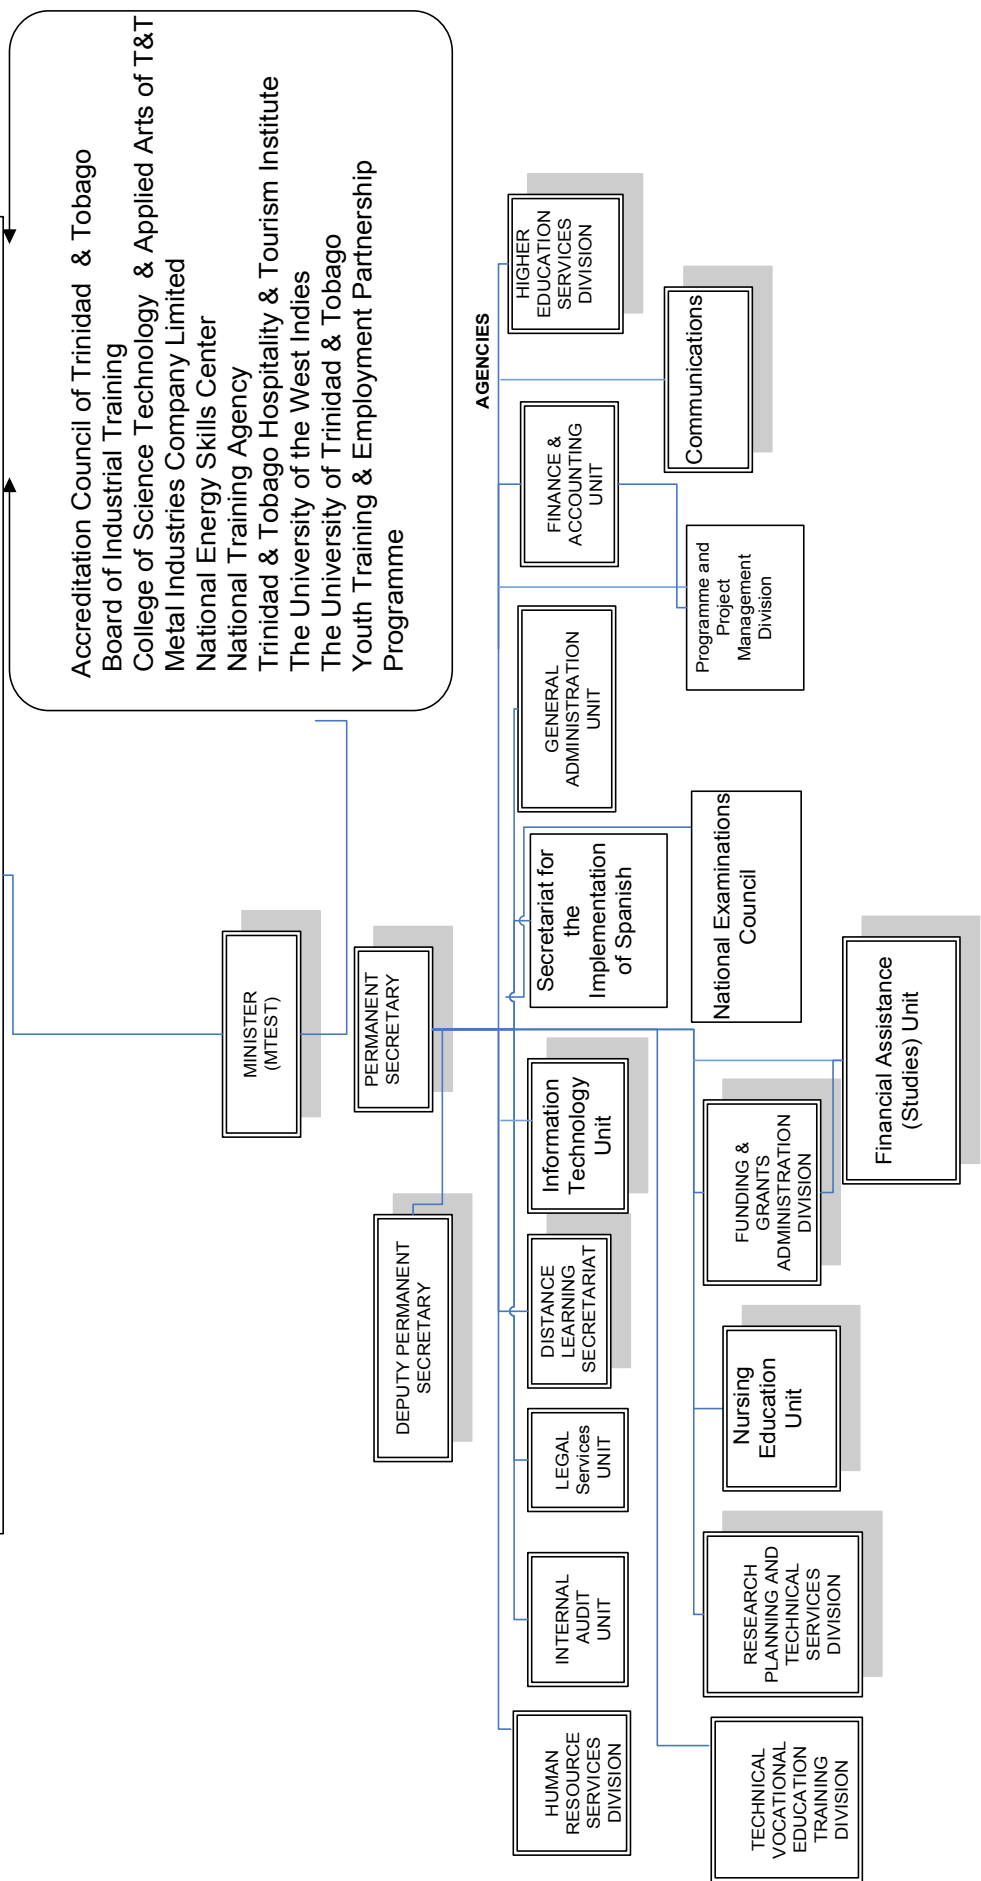 Accreditation Council of Trinidad & Tobago
Board of Industrial Training
College of Science Technology & Applied Arts of T&T
Metal Industries Company Limited
National Energy Skills Center
National Training Agency
Trinidad & Tobago Hospitality & Tourism Institute
The University of the West Indies
The University of Trinidad & Tobago
Youth Training & Employment Partnership
Programme
AGENCIES
MINISTER
(MTEST)
PERMANENT
SECRETARY
DEPUTY PERMANENT
SECRETARY
HUMAN
RESOURCE
SERVICES
DIVISION
INTERNAL
AUDIT
UNIT
LEGAL
Services
UNIT
DISTANCE
LEARNING
SECRETARIAT
Information
Technology
Unit
Secretariat for
the
Implementation
of Spanish
GENERAL
ADMINISTRATION
UNIT
FINANCE &
ACCOUNTING
UNIT
HIGHER
EDUCATION
SERVICES
DIVISION
TECHNICAL
VOCATIONAL
EDUCATION
TRAINING
DIVISION
RESEARCH
PLANNING AND
TECHNICAL
SERVICES
DIVISION
Nursing
Education
Unit
FUNDING &
GRANTS
ADMINISTRATION
DIVISION
National Examinations
Council
Programme and
Project
Management
Division
Communications
Financial Assistance
(Studies) Unit